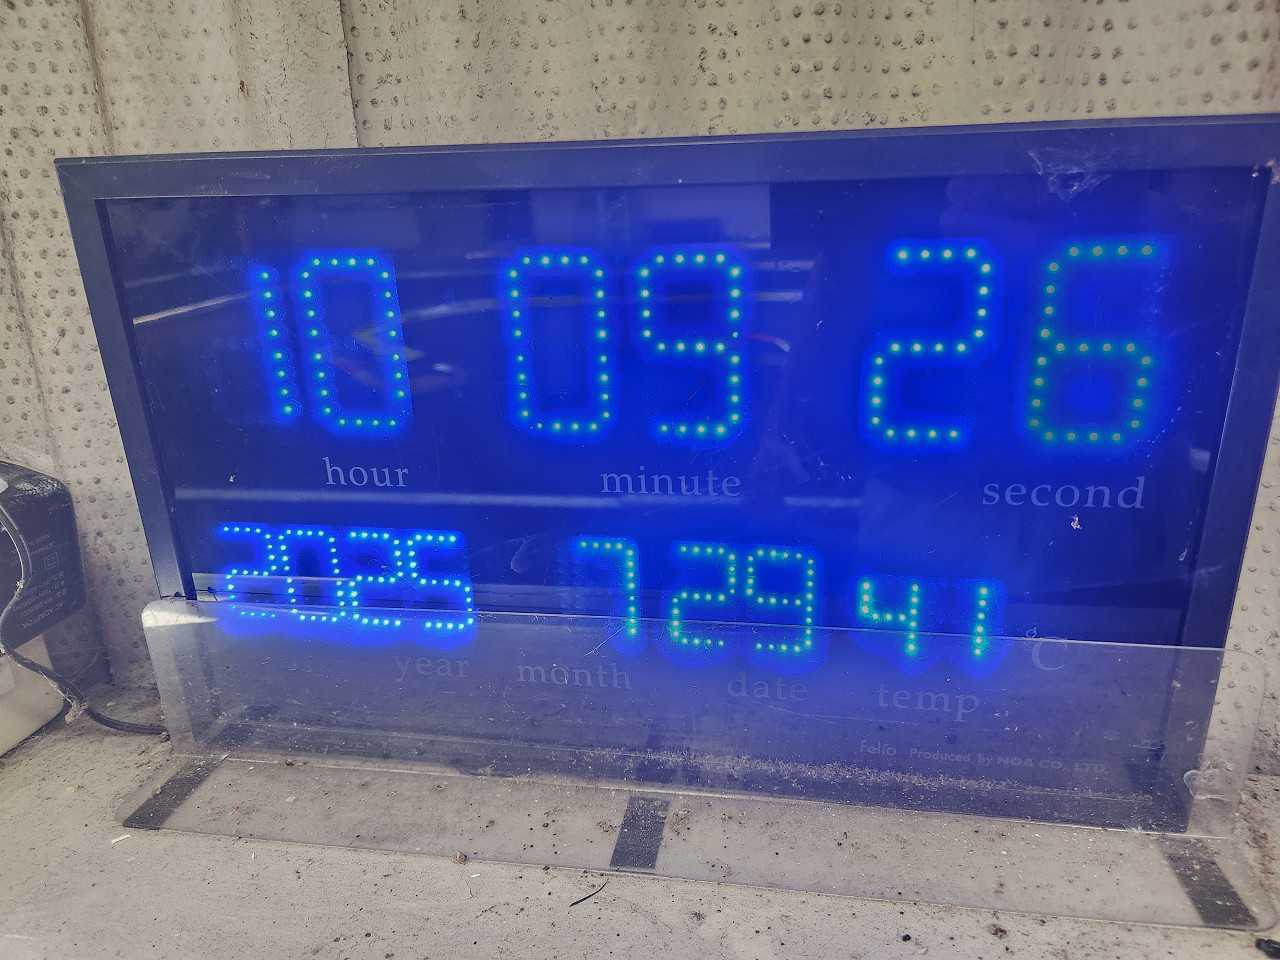 10 09 26
hour minute second
2025 7 29 41 °C
year month date temp
felio Produced by NOA CO., LTD.